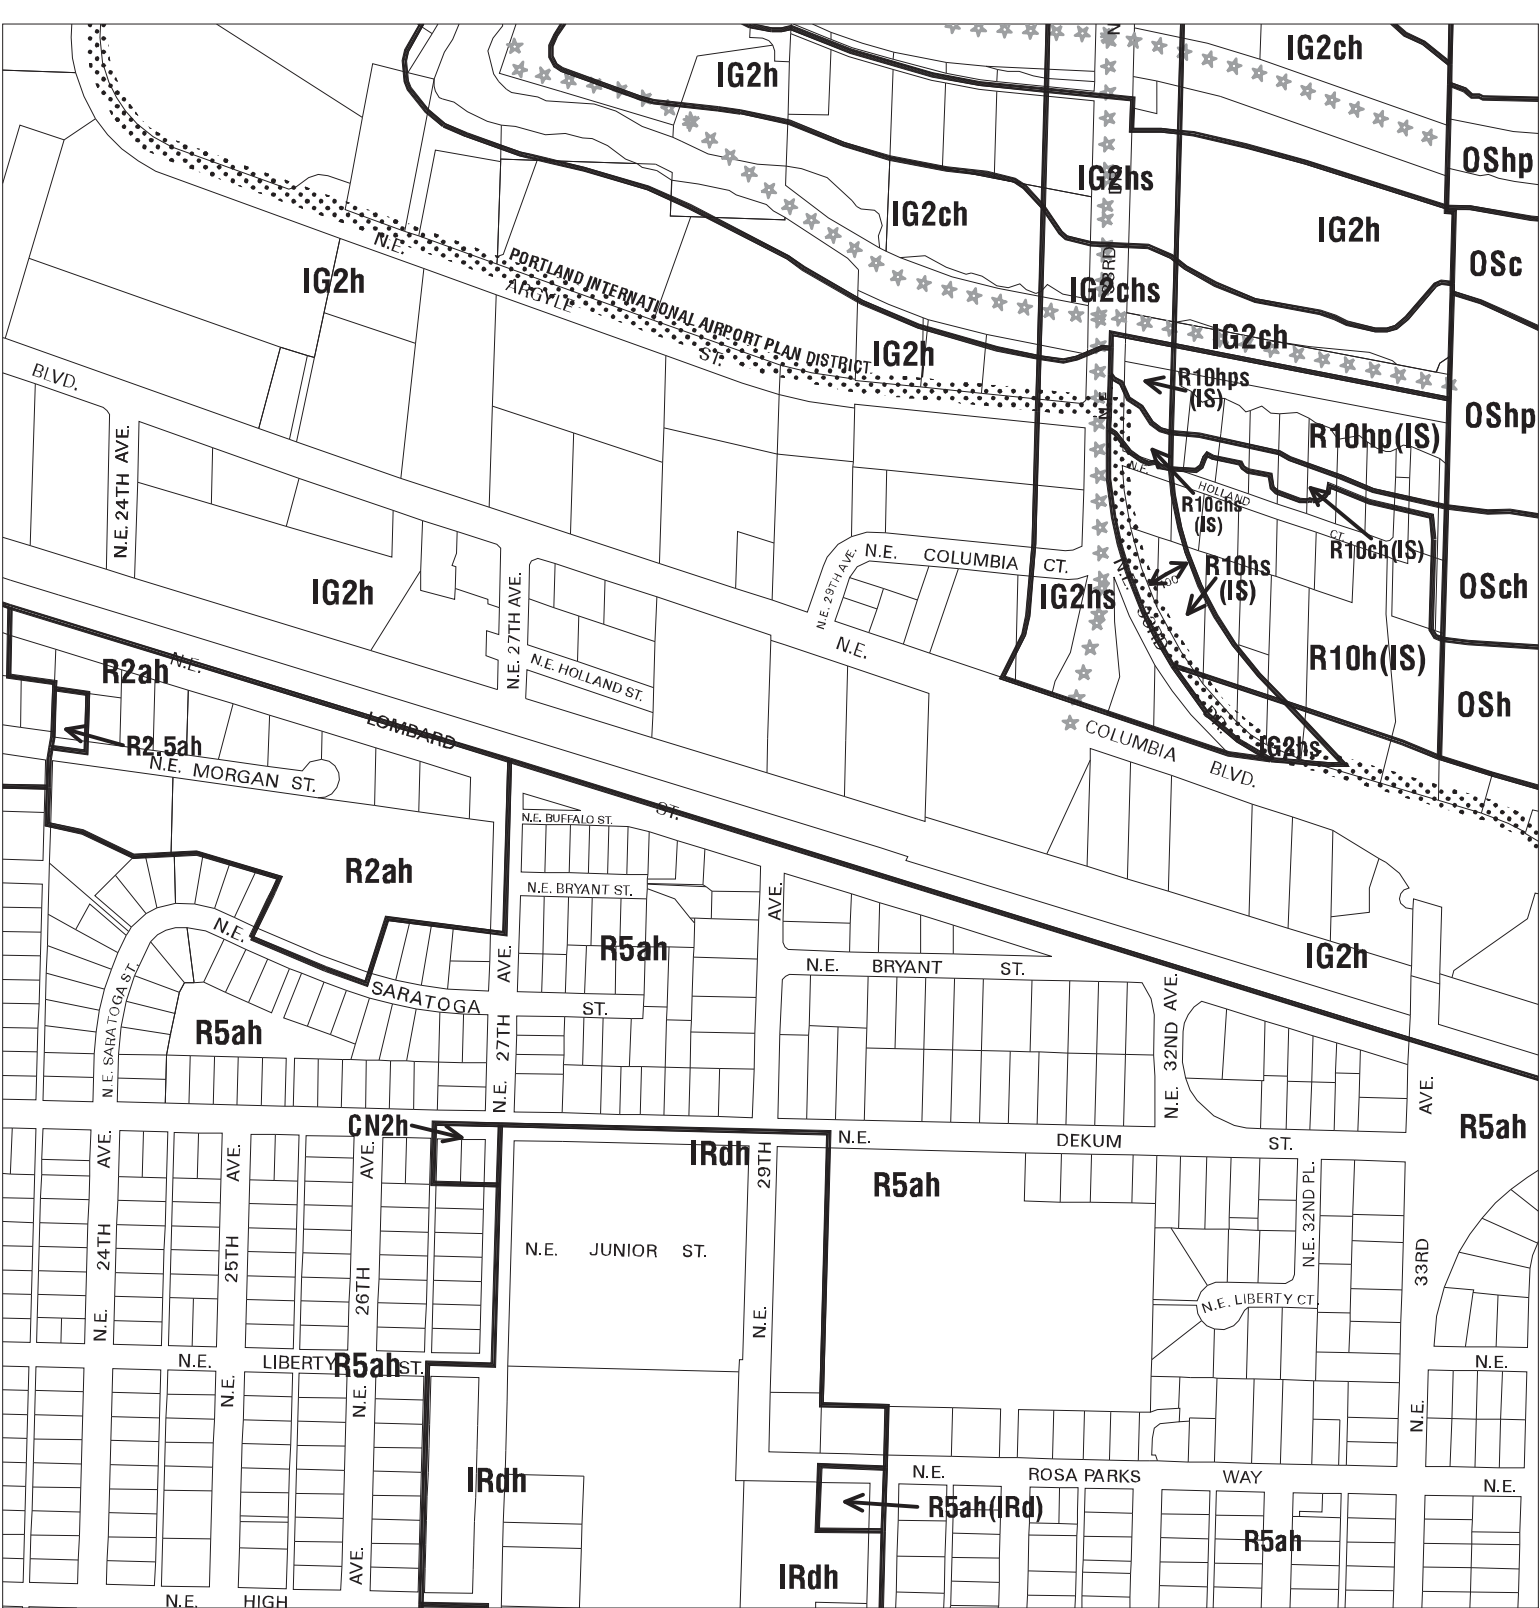 IG2ch
IG2h
N.
OShp
IG2hs
IG2ch
IG2h
N.E.
33RD
OSc
PORTLAND INTERNATIONAL AIRPORT PLAN DISTRICT
IG2h
ARGYLE
IG2chs
IG2ch
ST.
IG2h
BLVD.
R10hps
(IS)
N.E.
OShp
R10hp(IS)
N.E. 24TH AVE.
N.E.
HOLLAND
CT.
R10chs
(IS)
R10ch(IS)
N.E. 29TH AVE.
N.E. COLUMBIA CT.
N.E. 33RD DR.
100
R10hs
(IS)
IG2h
N.E. 27TH AVE.
IG2hs
OSch
N.E.
R2ah
N.E.
N.E. HOLLAND ST.
R10h(IS)
OSh
LOMBARD
COLUMBIA
BLVD.
IG2hs
R2.5ah
N.E. MORGAN ST.
ST.
N.E. BUFFALO ST.
R2ah
N.E. BRYANT ST.
AVE.
N.E.
R5ah
IG2h
N.E. BRYANT ST.
AVE.
N.E. SARATOGA ST.
SARATOGA
ST.
N.E. 32ND AVE.
R5ah
27TH
N.E.
AVE.
CN2h
R5ah
IRdh
N.E. DEKUM ST.
AVE.
AVE.
AVE.
29TH
R5ah
N.E. 32ND PL.
24TH
25TH
26TH
N.E. JUNIOR ST.
33RD
N.E.
N.E.
N.E. LIBERTY CT.
N.E. LIBERTY ST.
R5ah
N.E.
N.E.
N.E.
N.E.
IRdh
N.E. ROSA PARKS WAY
N.E.
R5ah(IRd)
R5ah
AVE.
IRdh
N.E. HIGH